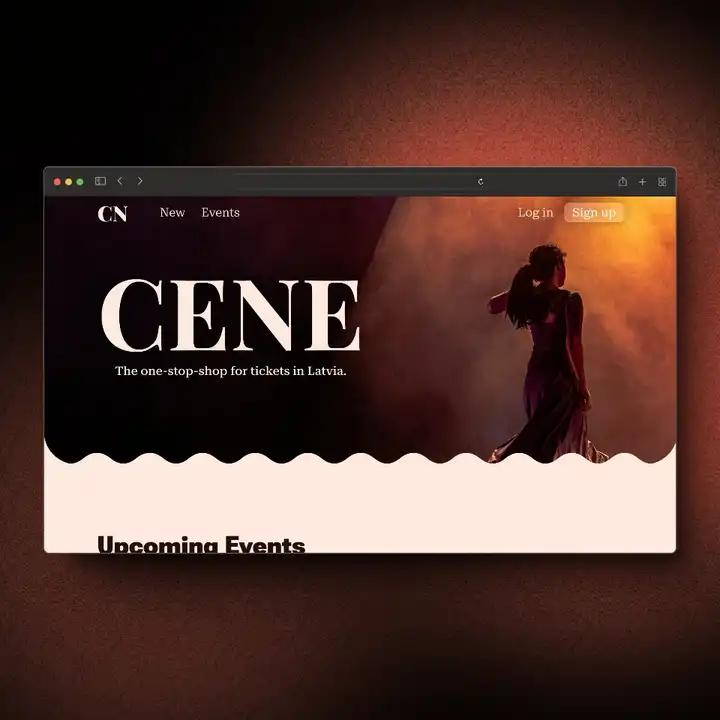 CN New Events Log in Sign up
CENE
The one-stop-shop for tickets in Latvia.
Upcoming Events